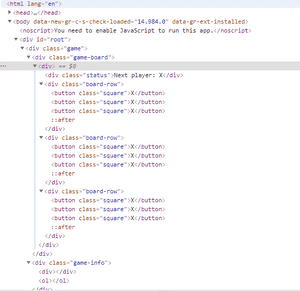 <html lang="en">
<head>…</head>
<body data-new-gr-c-s-check-loaded="14.984.0" data-gr-ext-installed>
<noscript>You need to enable JavaScript to run this app.</noscript>
<div id="root">
<div class="game">
<div class="game-board">
<div> == $0
<div class="status">Next player: X</div>
<div class="board-row">
<button class="square">X</button>
<button class="square">X</button>
<button class="square">X</button>
::after
</div>
<div class="board-row">
<button class="square">X</button>
<button class="square">X</button>
<button class="square">X</button>
::after
</div>
<div class="board-row">
<button class="square">X</button>
<button class="square">X</button>
<button class="square">X</button>
::after
</div>
</div>
</div>
<div class="game-info">
<div></div>
<ol></ol>
</div>